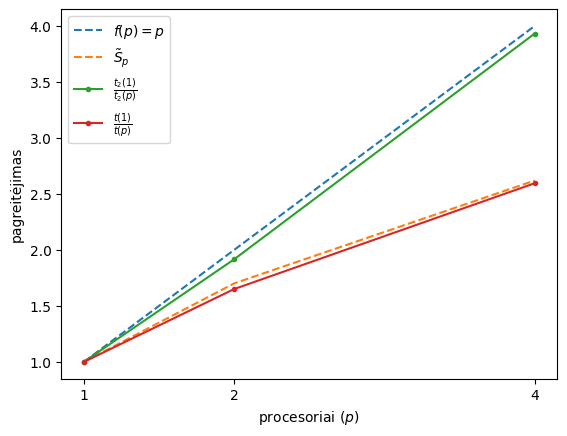 4.0
3.5
3.0
2.5
2.0
1.5
1.0
pagreitėjimas
f(p) = p
S̃_p
t₂(1)/t₂(p)
t(1)/t(p)
1 2 4
procesoriai (p)